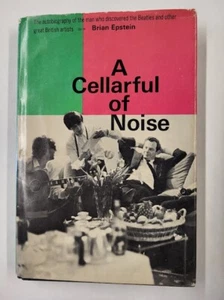 The autobiography of the man who discovered the Beatles and other
great British artists
Brian Epstein
A
Cellarful
of
Noise